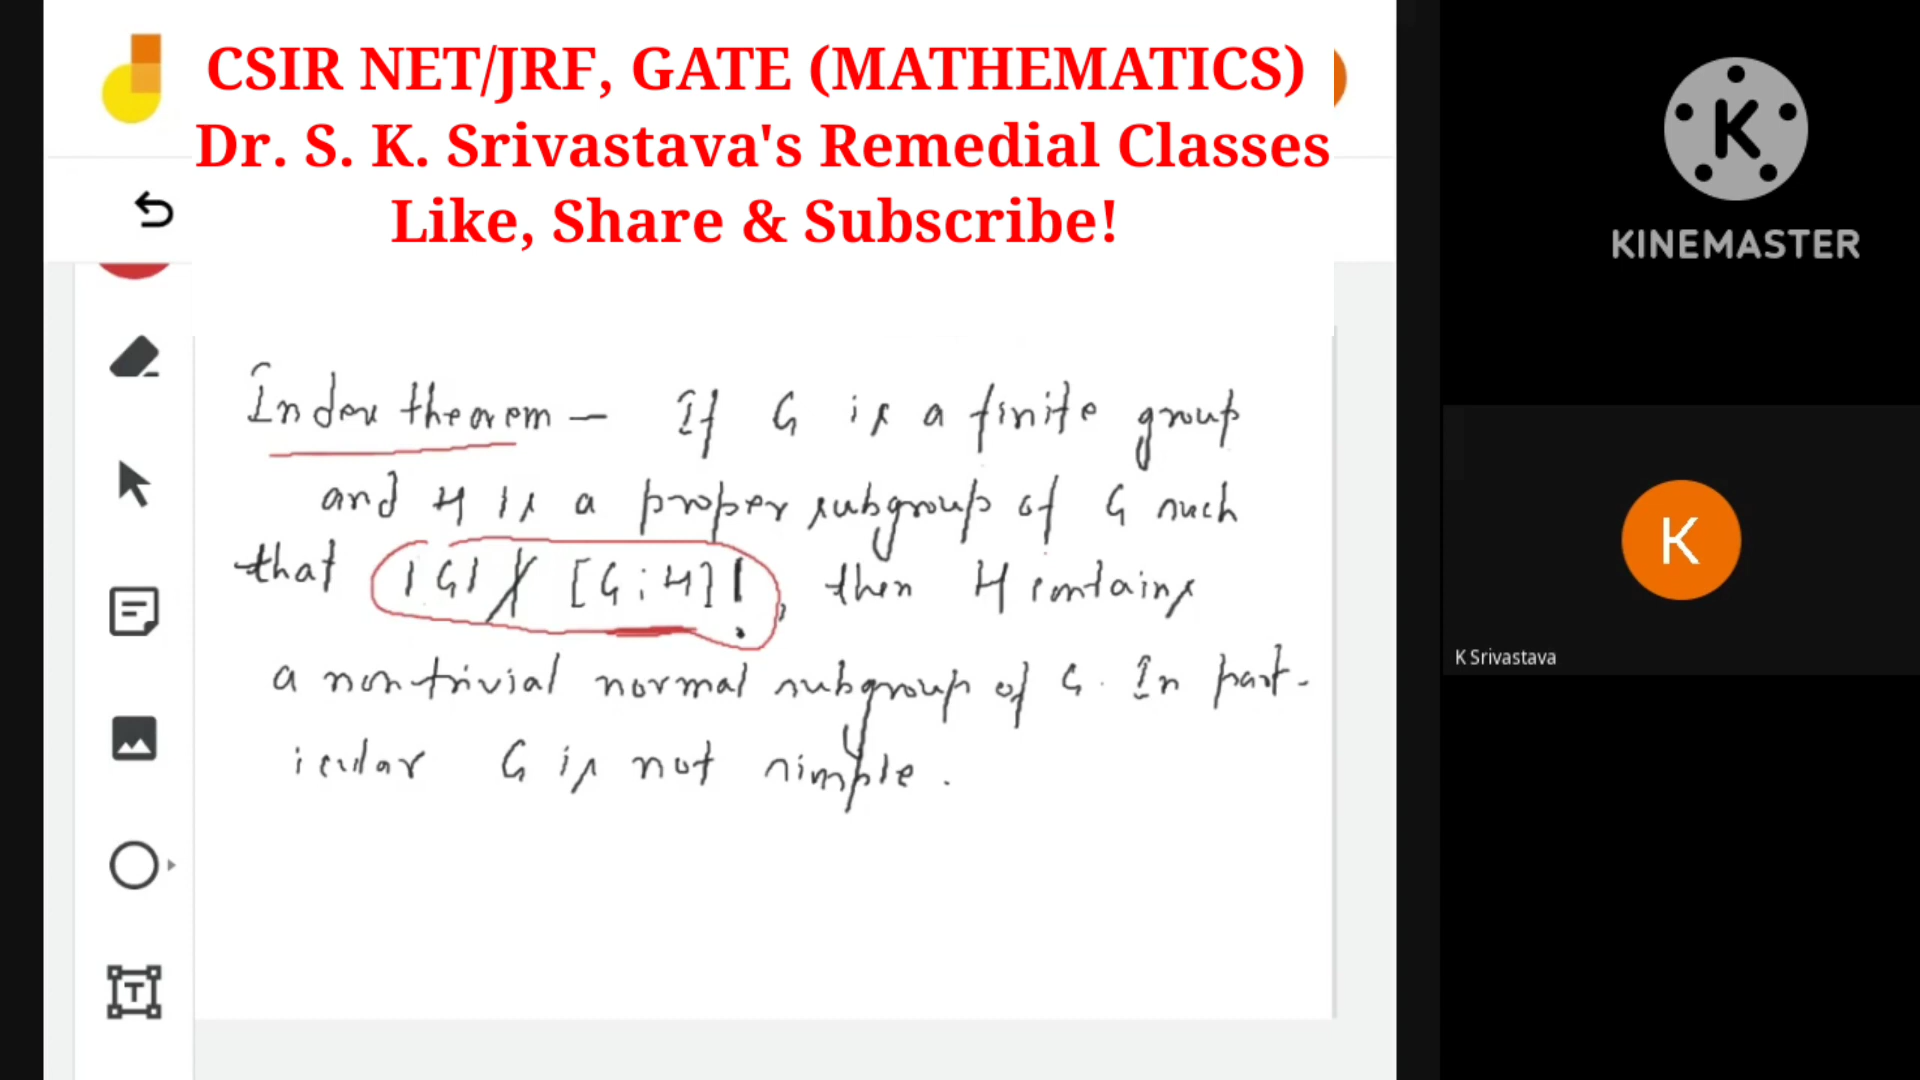 CSIR NET/JRF, GATE (MATHEMATICS)
Dr. S. K. Srivastava's Remedial Classes
Like, Share & Subscribe!
Index theorem — If G is a finite group
and H is a proper subgroup of G such
that |G| ∤ [G:H]!, then H contains
a nontrivial normal subgroup of G. In part-
icular G is not simple.
T
K
KINEMASTER
K
K Srivastava